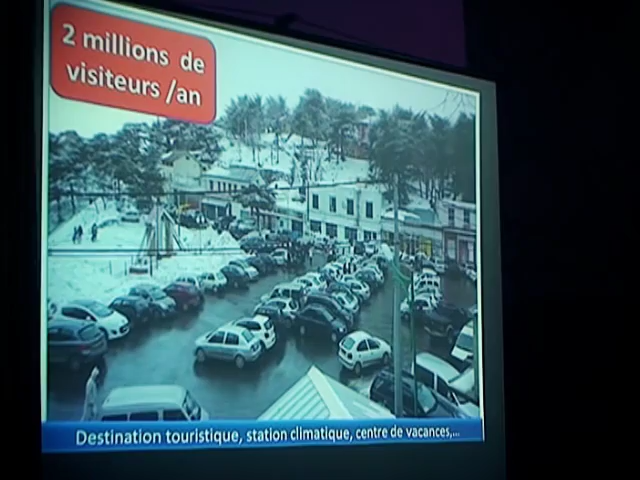 2 millions de
visiteurs /an
Destination touristique, station climatique, centre de vacances,...